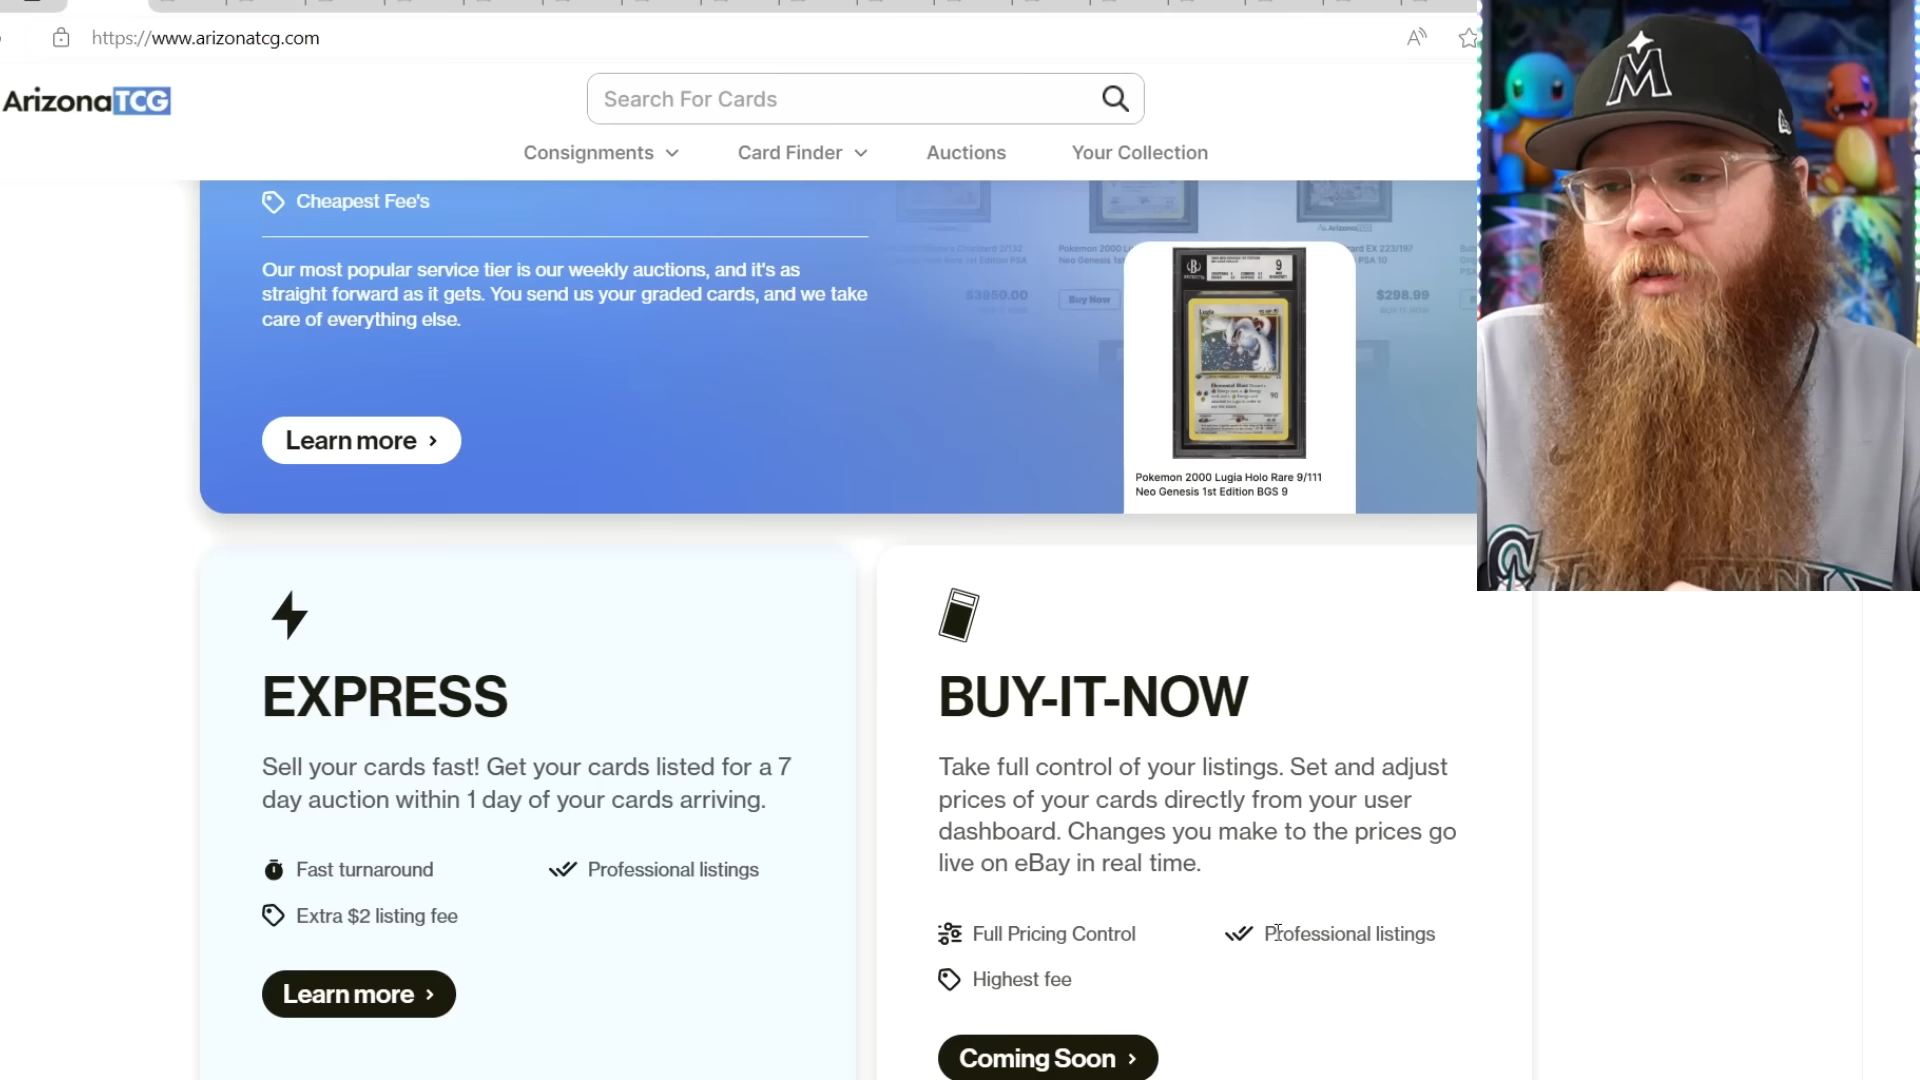 https://www.arizonatcg.com
ArizonaTCG
Search For Cards
Consignments
Card Finder
Auctions
Your Collection
Cheapest Fee's
Our most popular service tier is our weekly auctions, and it's as
straight forward as it gets. You send us your graded cards, and we take
care of everything else.
Learn more
$3950.00
Buy Now
$298.99
9
Lugia
Elemental Blast
90
Pokemon 2000 Lugia Holo Rare 9/111
Neo Genesis 1st Edition BGS 9
M
EXPRESS
Sell your cards fast! Get your cards listed for a 7
day auction within 1 day of your cards arriving.
Fast turnaround
Professional listings
Extra $2 listing fee
Learn more
BUY-IT-NOW
Take full control of your listings. Set and adjust
prices of your cards directly from your user
dashboard. Changes you make to the prices go
live on eBay in real time.
Full Pricing Control
Professional listings
Highest fee
Coming Soon